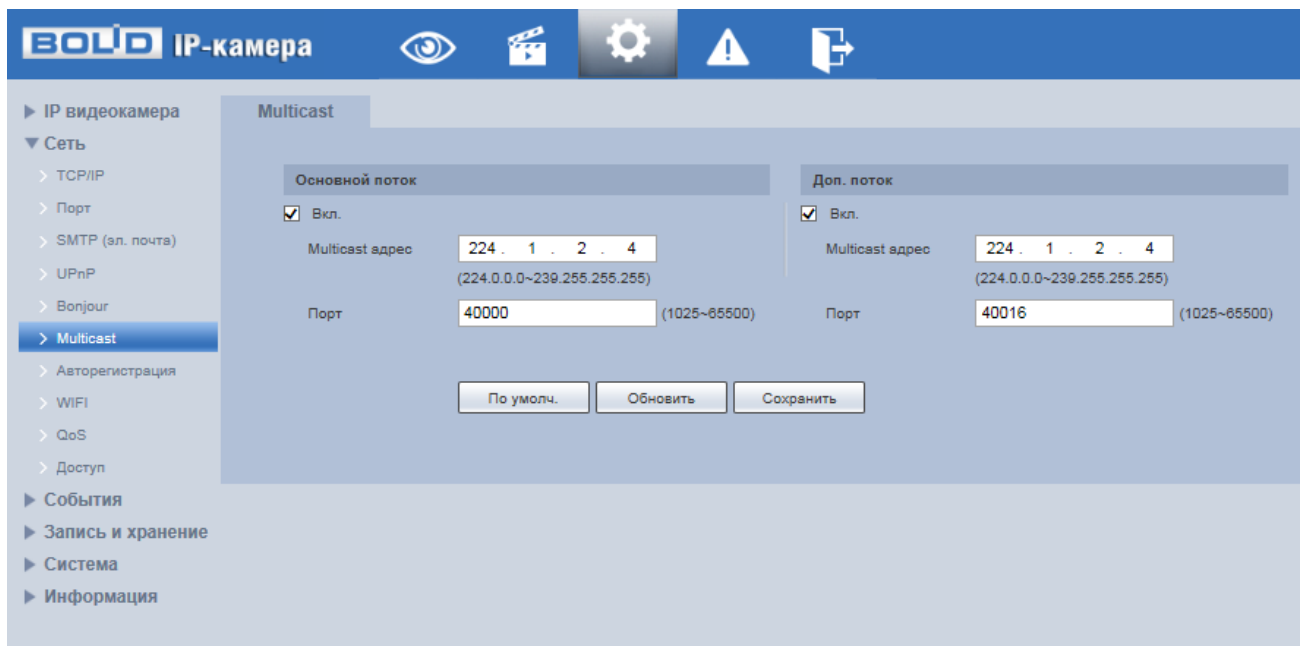 BOLID IP-камера
IP видеокамера
Сеть
TCP/IP
Порт
SMTP (эл. почта)
UPnP
Bonjour
Multicast
Авторегистрация
WIFI
QoS
Доступ
События
Запись и хранение
Система
Информация
Multicast
Основной поток
Вкл.
Multicast адрес 224 . 1 . 2 . 4
(224.0.0.0~239.255.255.255)
Порт 40000 (1025~65500)
Доп. поток
Вкл.
Multicast адрес 224 . 1 . 2 . 4
(224.0.0.0~239.255.255.255)
Порт 40016 (1025~65500)
По умолч. Обновить Сохранить